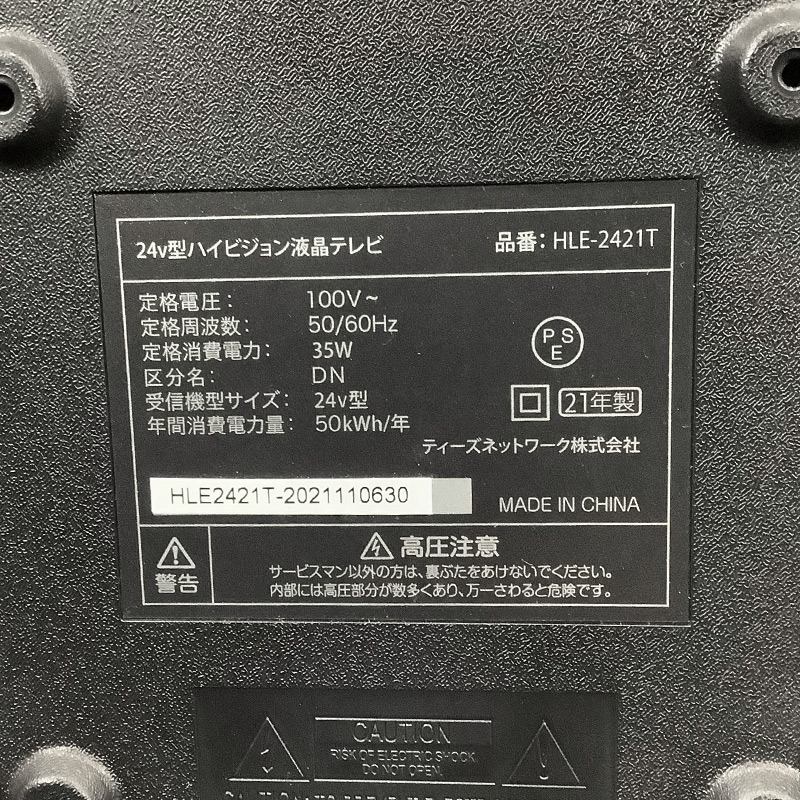 24v型ハイビジョン液晶テレビ 品番: HLE-2421T
定格電圧: 100V~
定格周波数: 50/60Hz
定格消費電力: 35W
区分名: DN
受信機型サイズ: 24v型
年間消費電力量: 50kWh/年
PSE
21年製
ティーズネットワーク株式会社
HLE2421T-2021110630
MADE IN CHINA
警告
高圧注意
サービスマン以外の方は、裏ぶたをあけないでください。
内部には高圧部分が数多くあり、万一さわると危険です。
CAUTION
RISK OF ELECTRIC SHOCK
DO NOT OPEN.